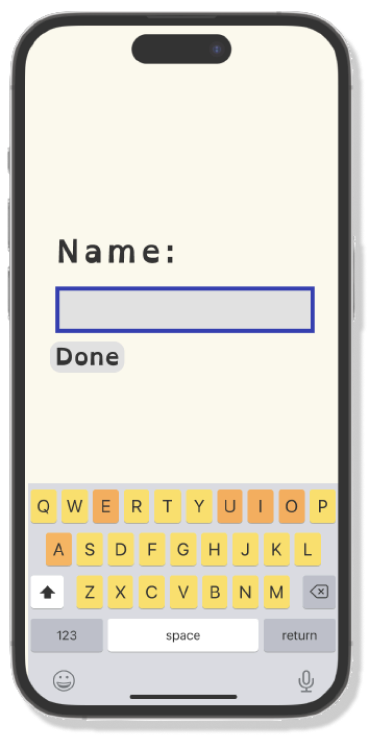 Name:
Done
Q W E R T Y U I O P
A S D F G H J K L
Z X C V B N M
123 space return